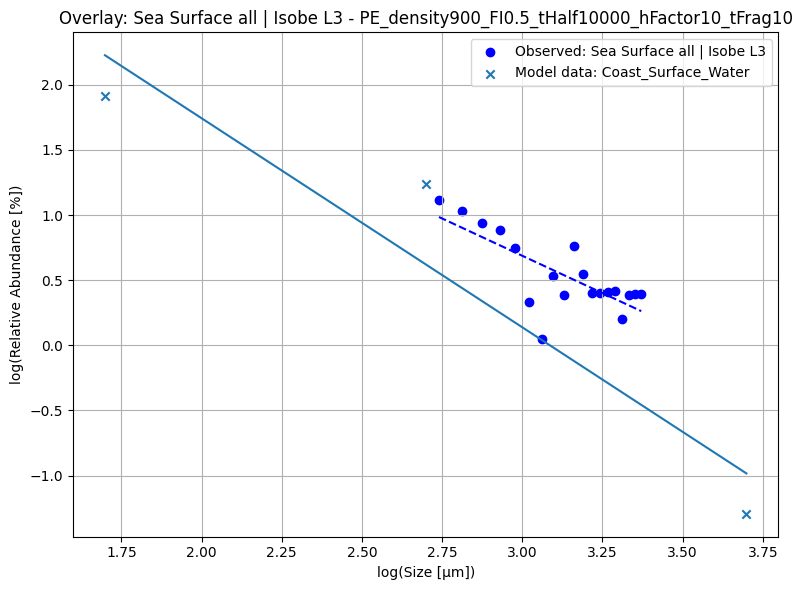 Overlay: Sea Surface all | Isobe L3 - PE_density900_FI0.5_tHalf10000_hFactor10_tFrag10
Observed: Sea Surface all | Isobe L3
Model data: Coast_Surface_Water
log(Relative Abundance [%])
2.0
1.5
1.0
0.5
0.0
−0.5
−1.0
1.75 2.00 2.25 2.50 2.75 3.00 3.25 3.50 3.75
log(Size [µm])